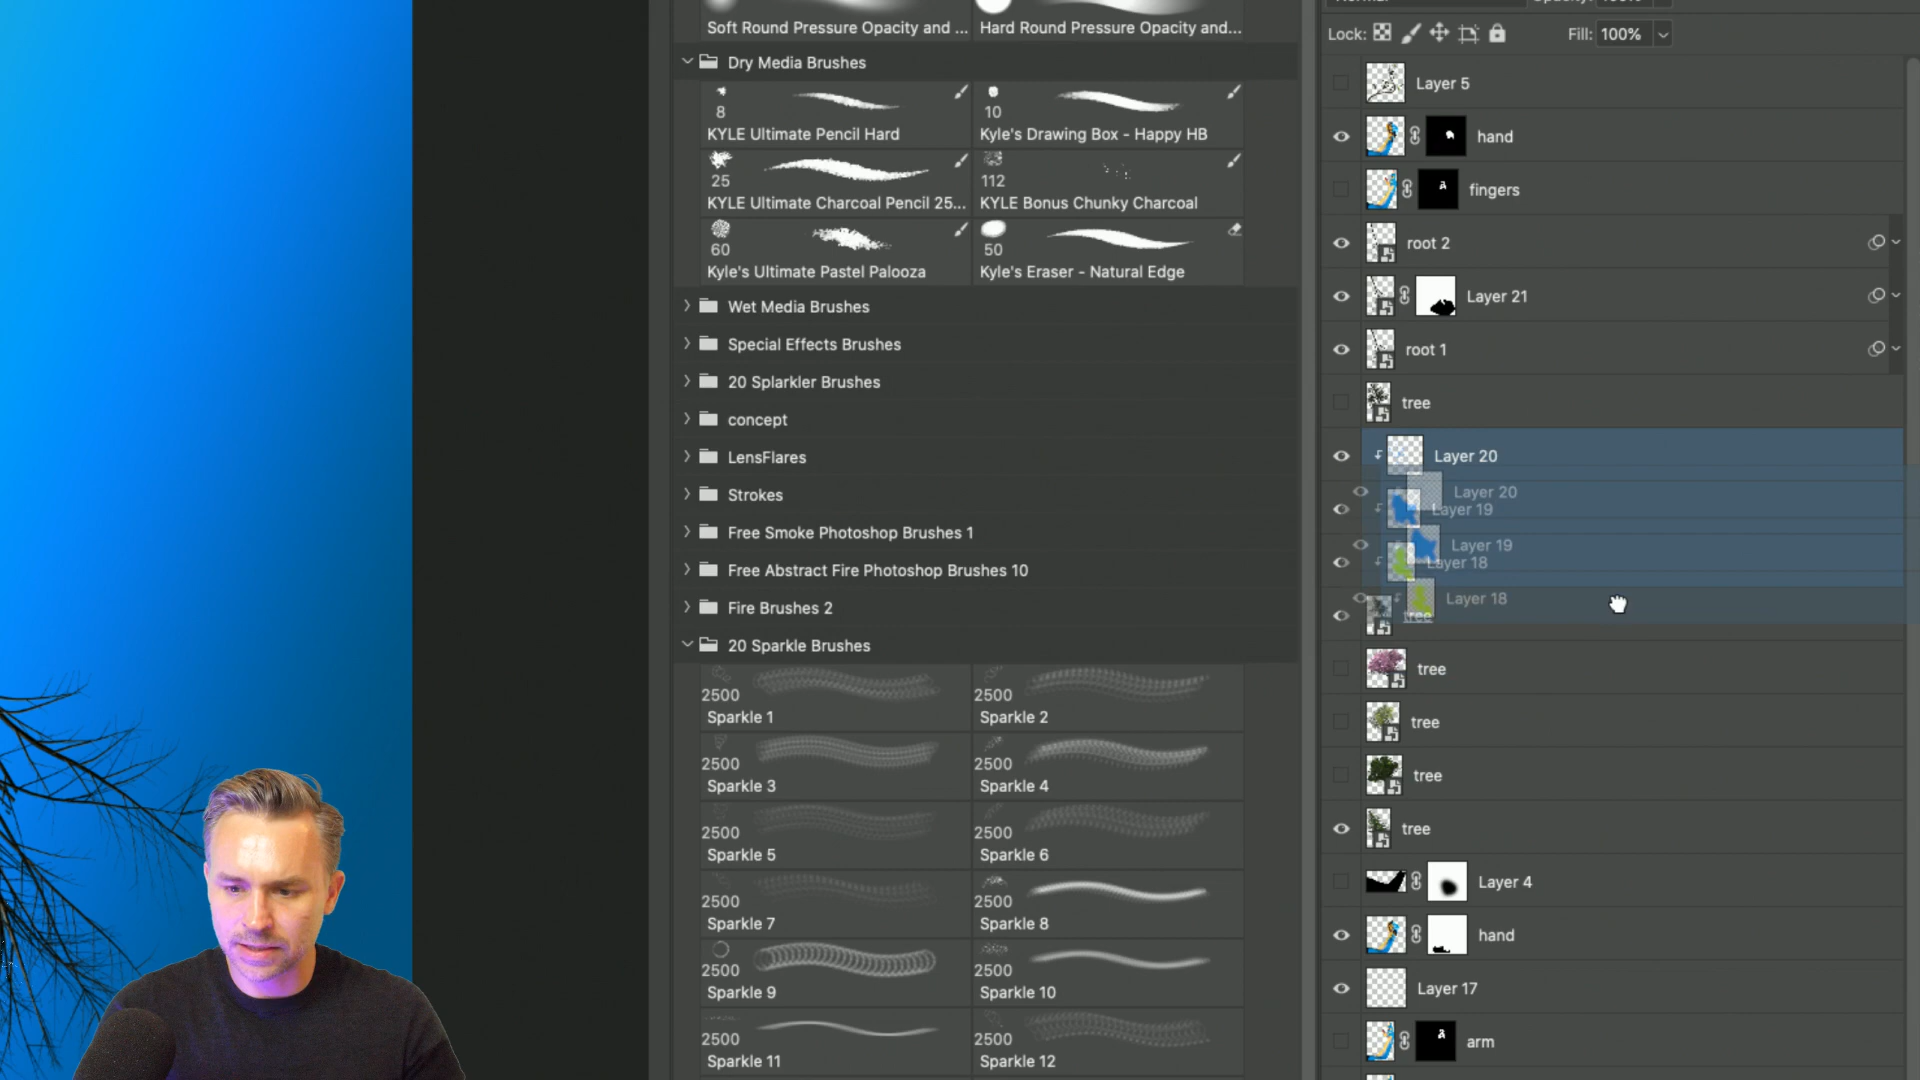 Soft Round Pressure Opacity and ...
Hard Round Pressure Opacity and...
Dry Media Brushes
8
KYLE Ultimate Pencil Hard
10
Kyle's Drawing Box - Happy HB
25
KYLE Ultimate Charcoal Pencil 25...
112
KYLE Bonus Chunky Charcoal
60
Kyle's Ultimate Pastel Palooza
50
Kyle's Eraser - Natural Edge
Wet Media Brushes
Special Effects Brushes
20 Splarkler Brushes
concept
LensFlares
Strokes
Free Smoke Photoshop Brushes 1
Free Abstract Fire Photoshop Brushes 10
Fire Brushes 2
20 Sparkle Brushes
2500
Sparkle 1
2500
Sparkle 2
2500
Sparkle 3
2500
Sparkle 4
2500
Sparkle 5
2500
Sparkle 6
2500
Sparkle 7
2500
Sparkle 8
2500
Sparkle 9
2500
Sparkle 10
2500
Sparkle 11
2500
Sparkle 12
Lock:
Fill: 100%
Layer 5
hand
fingers
root 2
Layer 21
root 1
tree
Layer 20
Layer 20
Layer 19
Layer 19
Layer 18
Layer 18
tree
tree
tree
tree
tree
Layer 4
hand
Layer 17
arm